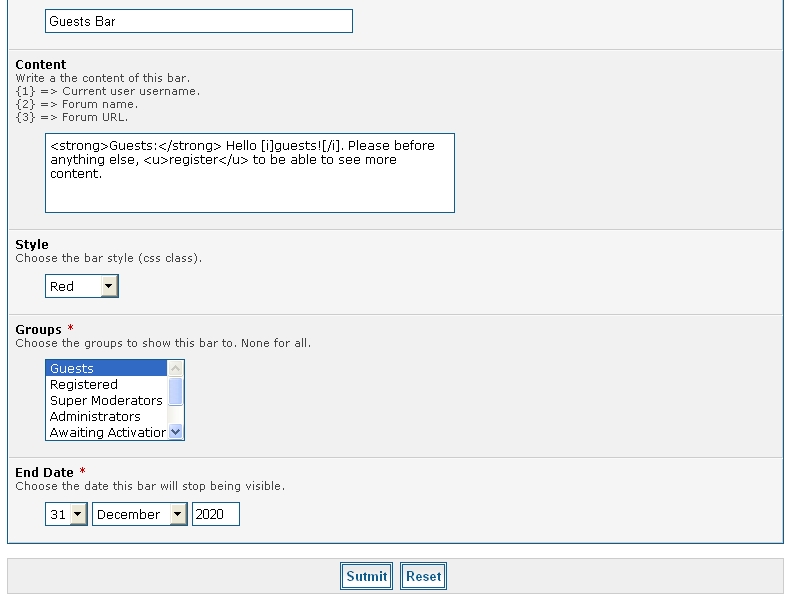 Guests Bar
Content
Write a the content of this bar.
{1} => Current user username.
{2} => Forum name.
{3} => Forum URL.
<strong>Guests:</strong> Hello [i]guests![/i]. Please before
anything else, <u>register</u> to be able to see more
content.
Style
Choose the bar style (css class).
Red
Groups *
Choose the groups to show this bar to. None for all.
Guests
Registered
Super Moderators
Administrators
Awaiting Activation
End Date *
Choose the date this bar will stop being visible.
31 December 2020
Sutmit Reset